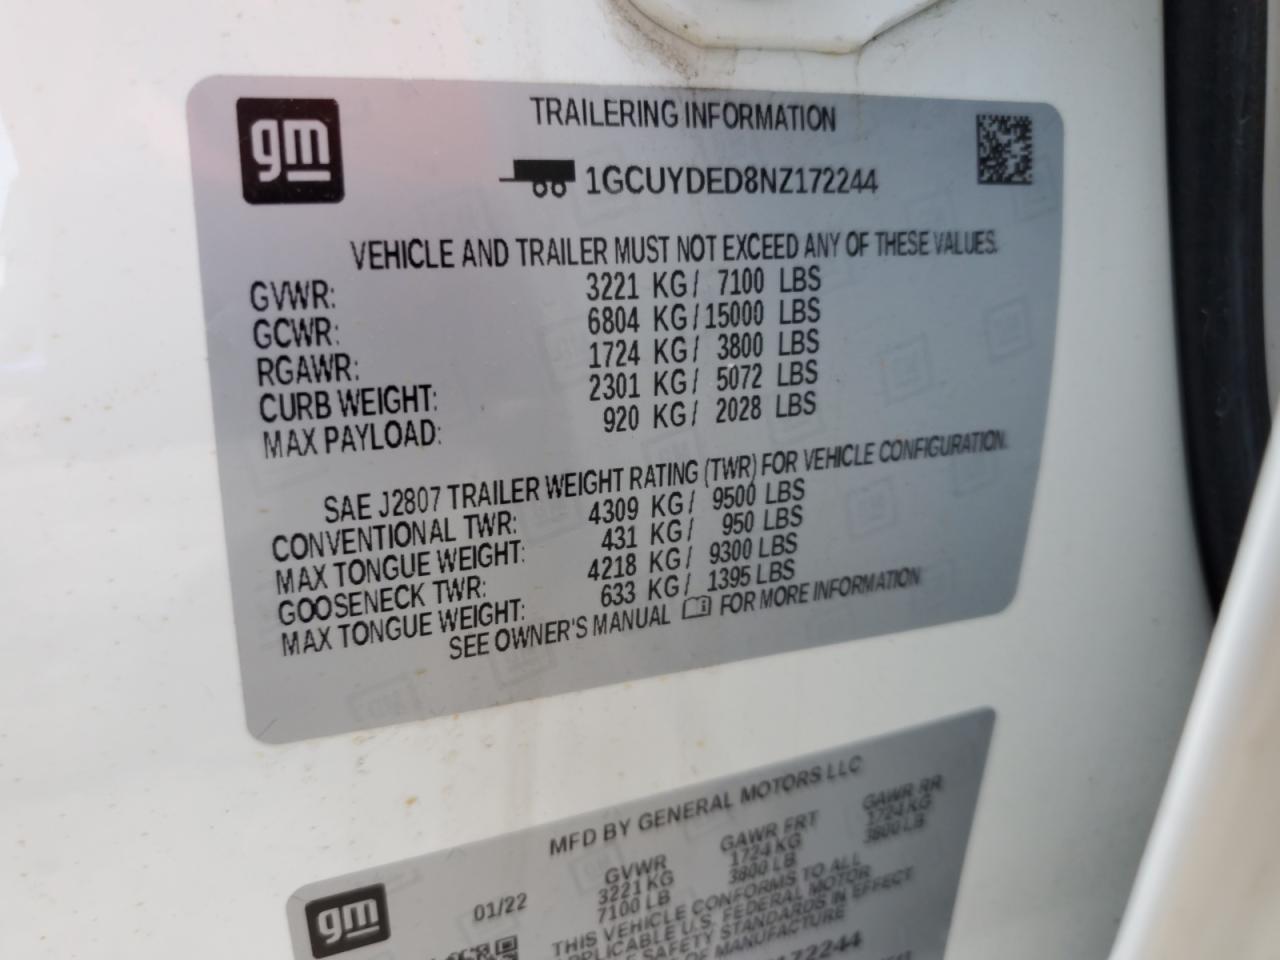 gm
TRAILERING INFORMATION
1GCUYDED8NZ172244
VEHICLE AND TRAILER MUST NOT EXCEED ANY OF THESE VALUES.
GVWR: 3221 KG/ 7100 LBS
GCWR: 6804 KG/15000 LBS
RGAWR: 1724 KG/ 3800 LBS
CURB WEIGHT: 2301 KG/ 5072 LBS
MAX PAYLOAD: 920 KG/ 2028 LBS
SAE J2807 TRAILER WEIGHT RATING (TWR) FOR VEHICLE CONFIGURATION.
CONVENTIONAL TWR: 4309 KG/ 9500 LBS
MAX TONGUE WEIGHT: 431 KG/ 950 LBS
GOOSENECK TWR: 4218 KG/ 9300 LBS
MAX TONGUE WEIGHT: 633 KG/ 1395 LBS
SEE OWNER'S MANUAL FOR MORE INFORMATION
gm
MFD BY GENERAL MOTORS LLC
01/22
GVWR GAWR FRT GAWR RR
3221 KG 1724 KG 1724 KG
7100 LB 3800 LB 3800 LB
THIS VEHICLE CONFORMS TO ALL
APPLICABLE U.S. FEDERAL MOTOR
SAFETY STANDARDS IN EFFECT
OF MANUFACTURE
172244